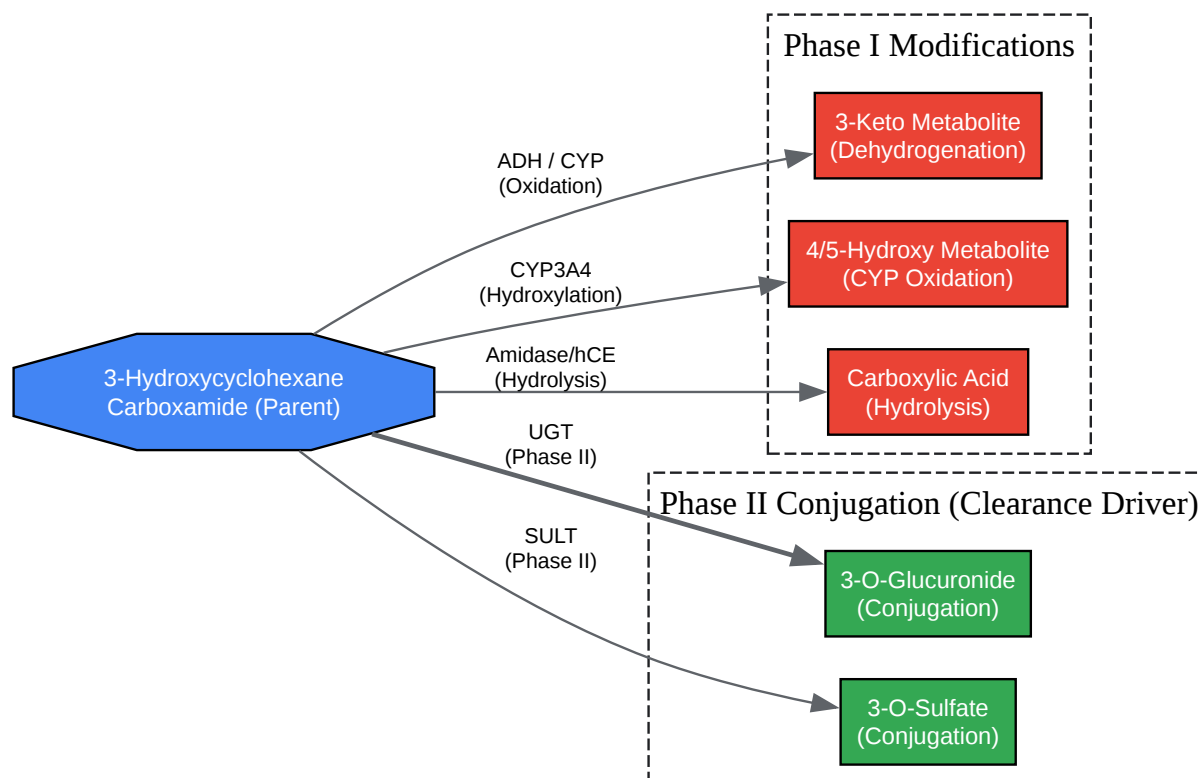 Phase I Modifications
3-Keto Metabolite
(Dehydrogenation)
ADH / CYP
(Oxidation)
4/5-Hydroxy Metabolite
(CYP Oxidation)
CYP3A4
(Hydroxylation)
Amidase/hCE
(Hydrolysis)
3-Hydroxycyclohexane
Carboxamide (Parent)
Carboxylic Acid
(Hydrolysis)
UGT
(Phase II)
Phase II Conjugation (Clearance Driver)
SULT
(Phase II)
3-O-Glucuronide
(Conjugation)
3-O-Sulfate
(Conjugation)